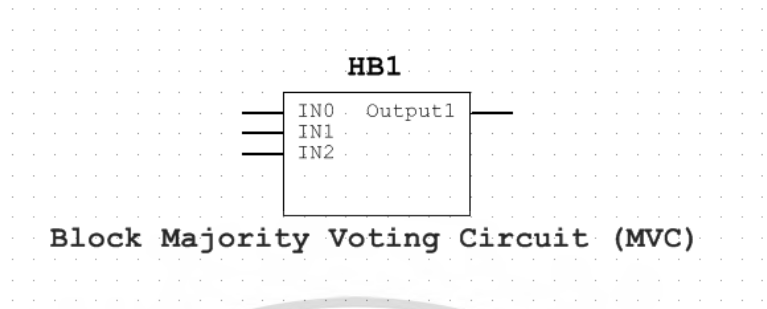 HB1
IN0 Output1
IN1
IN2
Block Majority Voting Circuit (MVC)